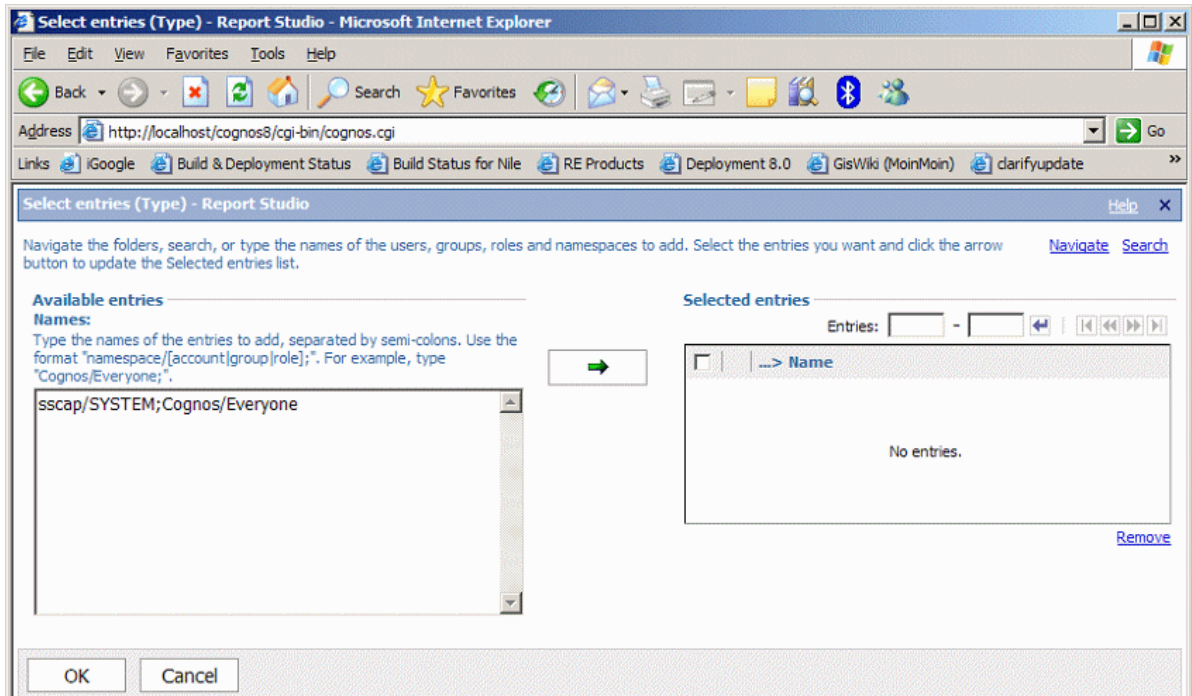 Select entries (Type) - Report Studio - Microsoft Internet Explorer
File Edit View Favorites Tools Help
Back Search Favorites
Address http://localhost/cognos8/cgi-bin/cognos.cgi Go
Links iGoogle Build & Deployment Status Build Status for Nile RE Products Deployment 8.0 GisWiki (MoinMoin) clarifyupdate »
Select entries (Type) - Report Studio Help
Navigate the folders, search, or type the names of the users, groups, roles and namespaces to add. Select the entries you want and click the arrow Navigate Search
button to update the Selected entries list.
Available entries Selected entries
Names:
Entries: -
Type the names of the entries to add, separated by semi-colons. Use the
format "namespace/[account|group|role];". For example, type
"Cognos/Everyone;".
...> Name
sscap/SYSTEM;Cognos/Everyone
No entries.
Remove
OK Cancel